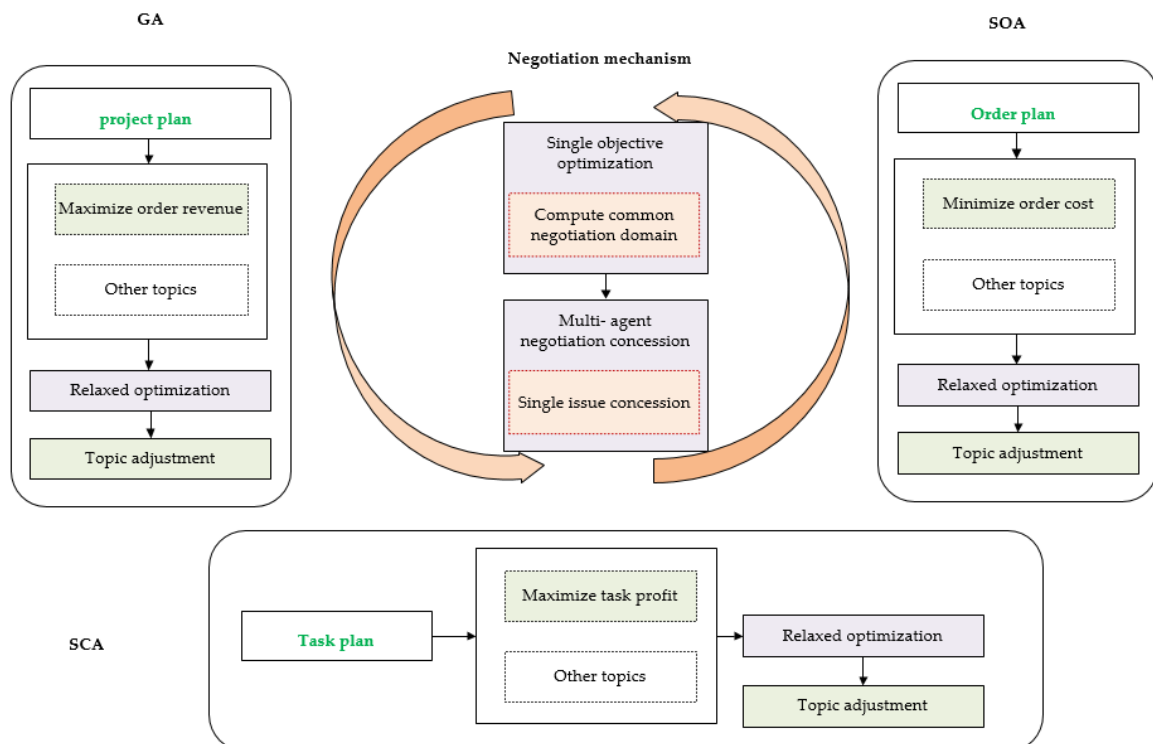 GA
SOA
Negotiation mechanism
project plan
Maximize order revenue
Other topics
Relaxed optimization
Topic adjustment
Single objective
optimization
Compute common
negotiation domain
Multi- agent
negotiation concession
Single issue concession
Order plan
Minimize order cost
Other topics
Relaxed optimization
Topic adjustment
SCA
Task plan
Maximize task profit
Other topics
Relaxed optimization
Topic adjustment